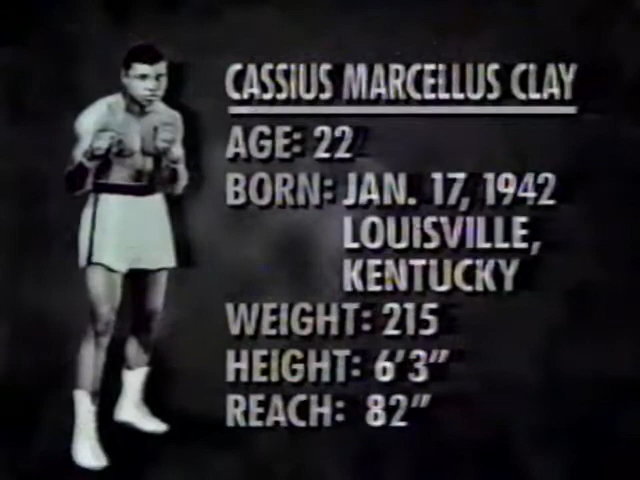 CASSIUS MARCELLUS CLAY
AGE: 22
BORN: JAN. 17, 1942
LOUISVILLE,
KENTUCKY
WEIGHT: 215
HEIGHT: 6'3"
REACH: 82"